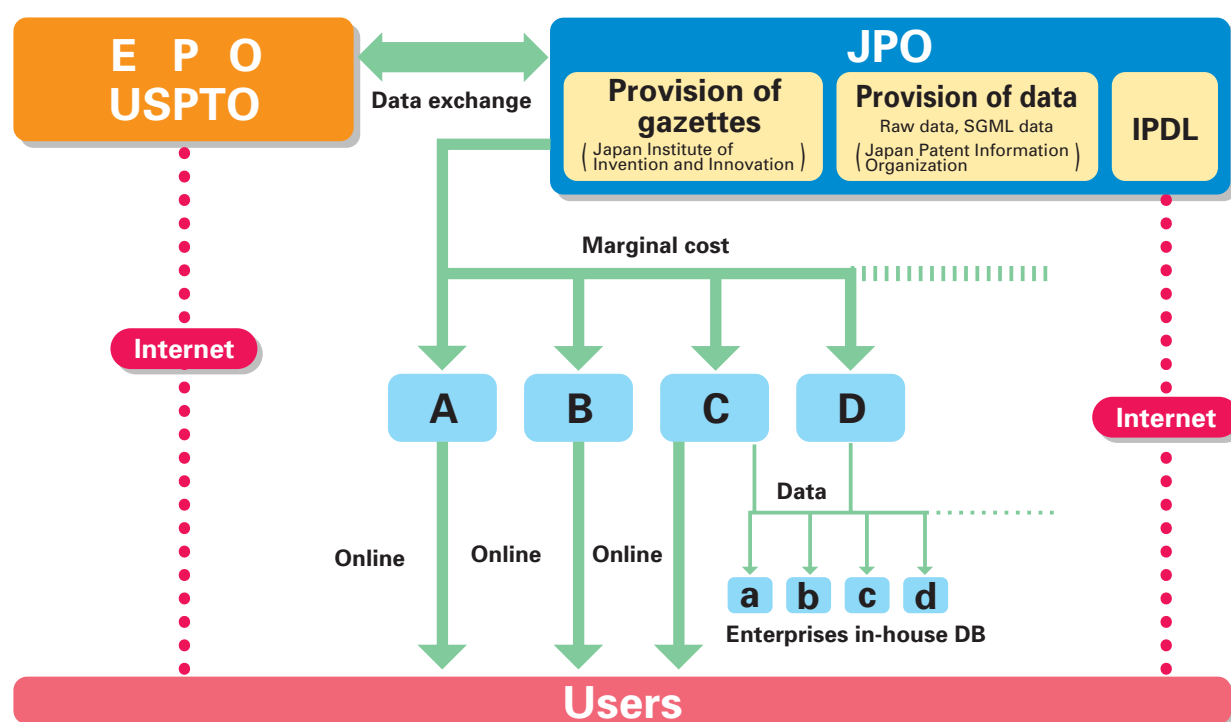 E P O
USPTO
Data exchange
JPO
Provision of
gazettes
( Japan Institute of
Invention and Innovation )
Provision of data
Raw data, SGML data
( Japan Patent Information
Organization )
IPDL
Marginal cost
Internet
Internet
A
B
C
D
Data
Online
Online
Online
a
b
c
d
Enterprises in-house DB
Users